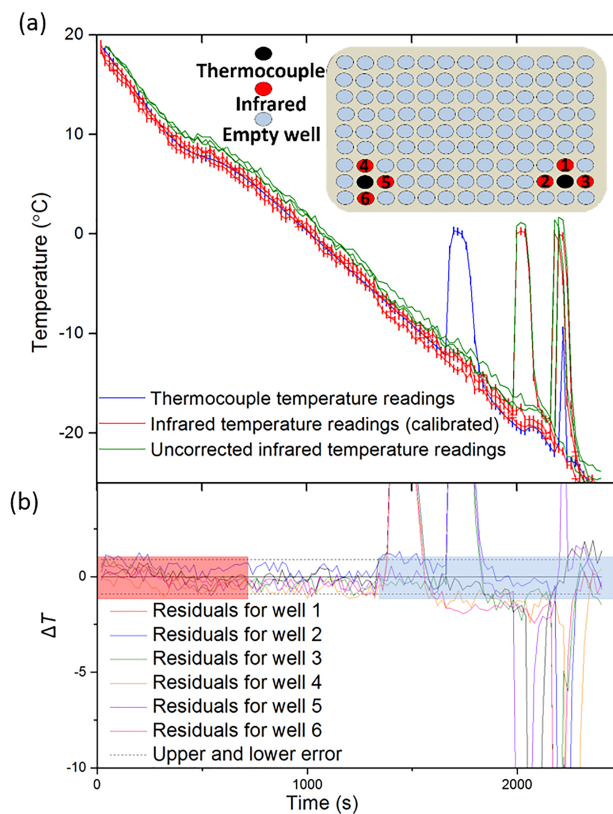 (a)
20
10
0
-10
-20
Temperature (°C)
Thermocouple
Infrared
Empty well
4
1
5
2
3
6
Thermocouple temperature readings
Infrared temperature readings (calibrated)
Uncorrected infrared temperature readings
(b)
0
-5
-10
ΔT
Residuals for well 1
Residuals for well 2
Residuals for well 3
Residuals for well 4
Residuals for well 5
Residuals for well 6
Upper and lower error
0
1000
2000
Time (s)